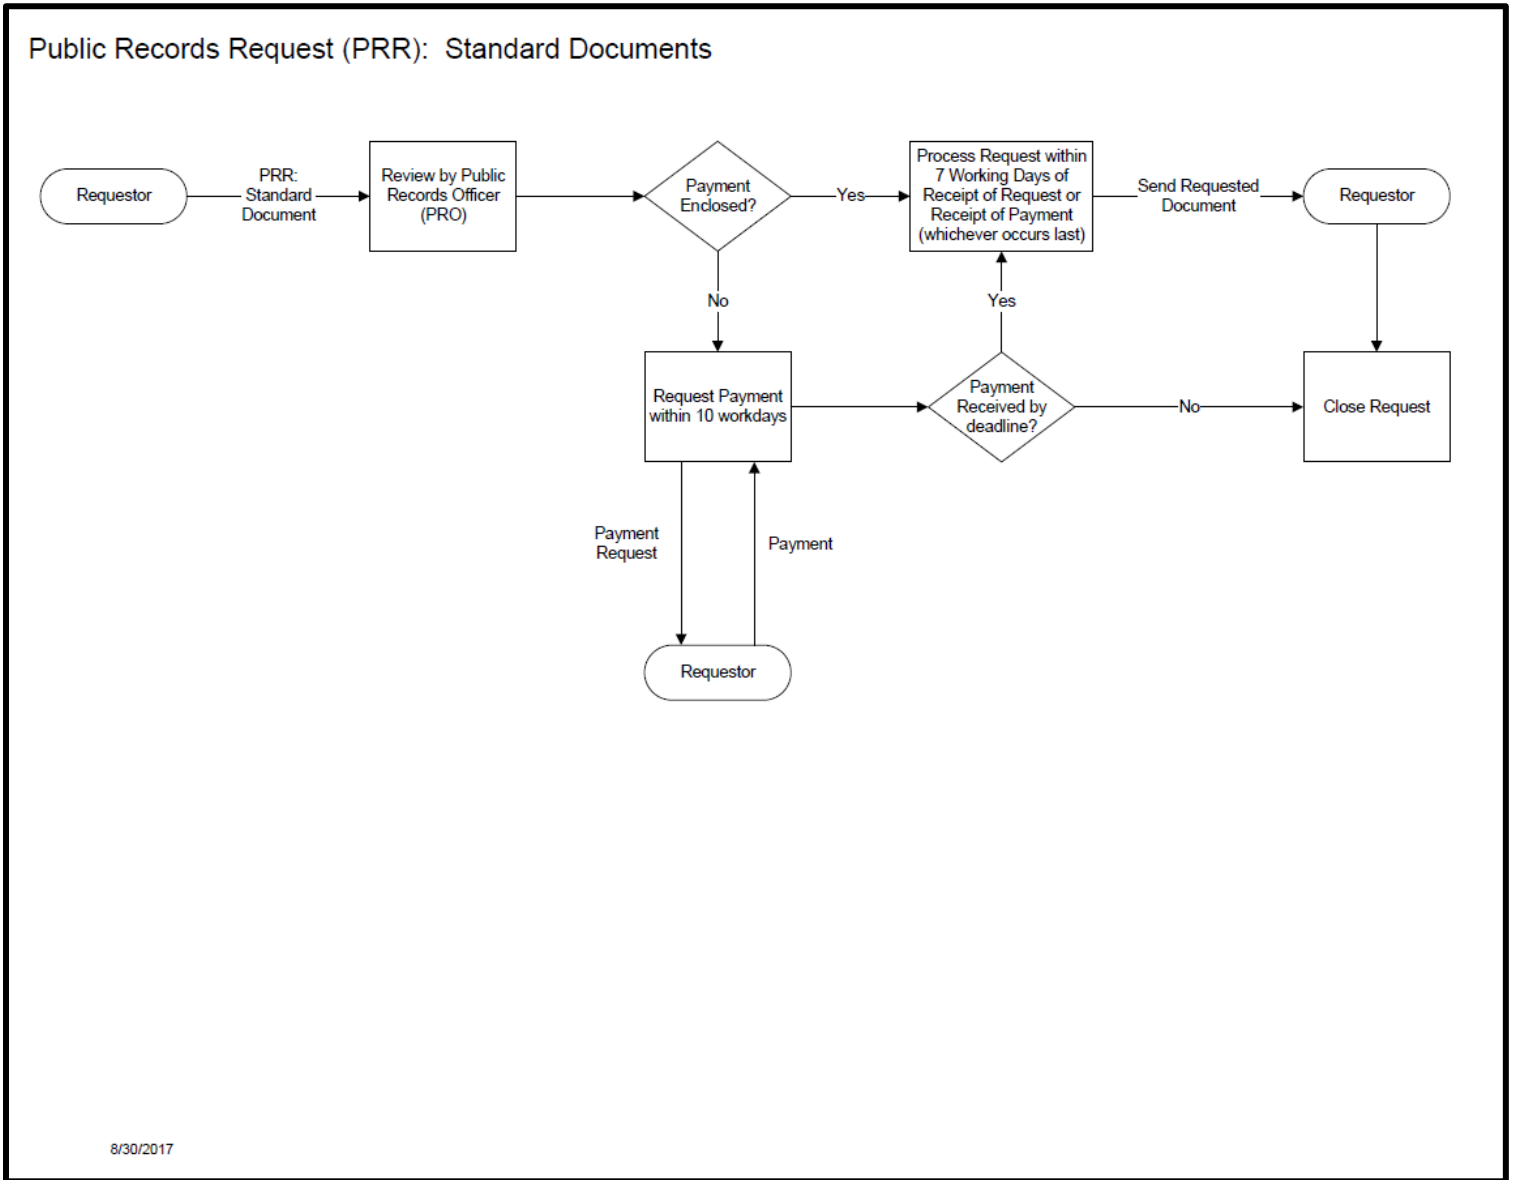 Public Records Request (PRR):  Standard Documents
Requestor
PRR:
Standard
Document
Review by Public
Records Officer
(PRO)
Payment
Enclosed?
Yes
Process Request within
7 Working Days of
Receipt of Request or
Receipt of Payment
(whichever occurs last)
Send Requested
Document
Requestor
No
Yes
Request Payment
within 10 workdays
Payment
Received by
deadline?
No
Close Request
Payment
Request
Payment
Requestor
8/30/2017